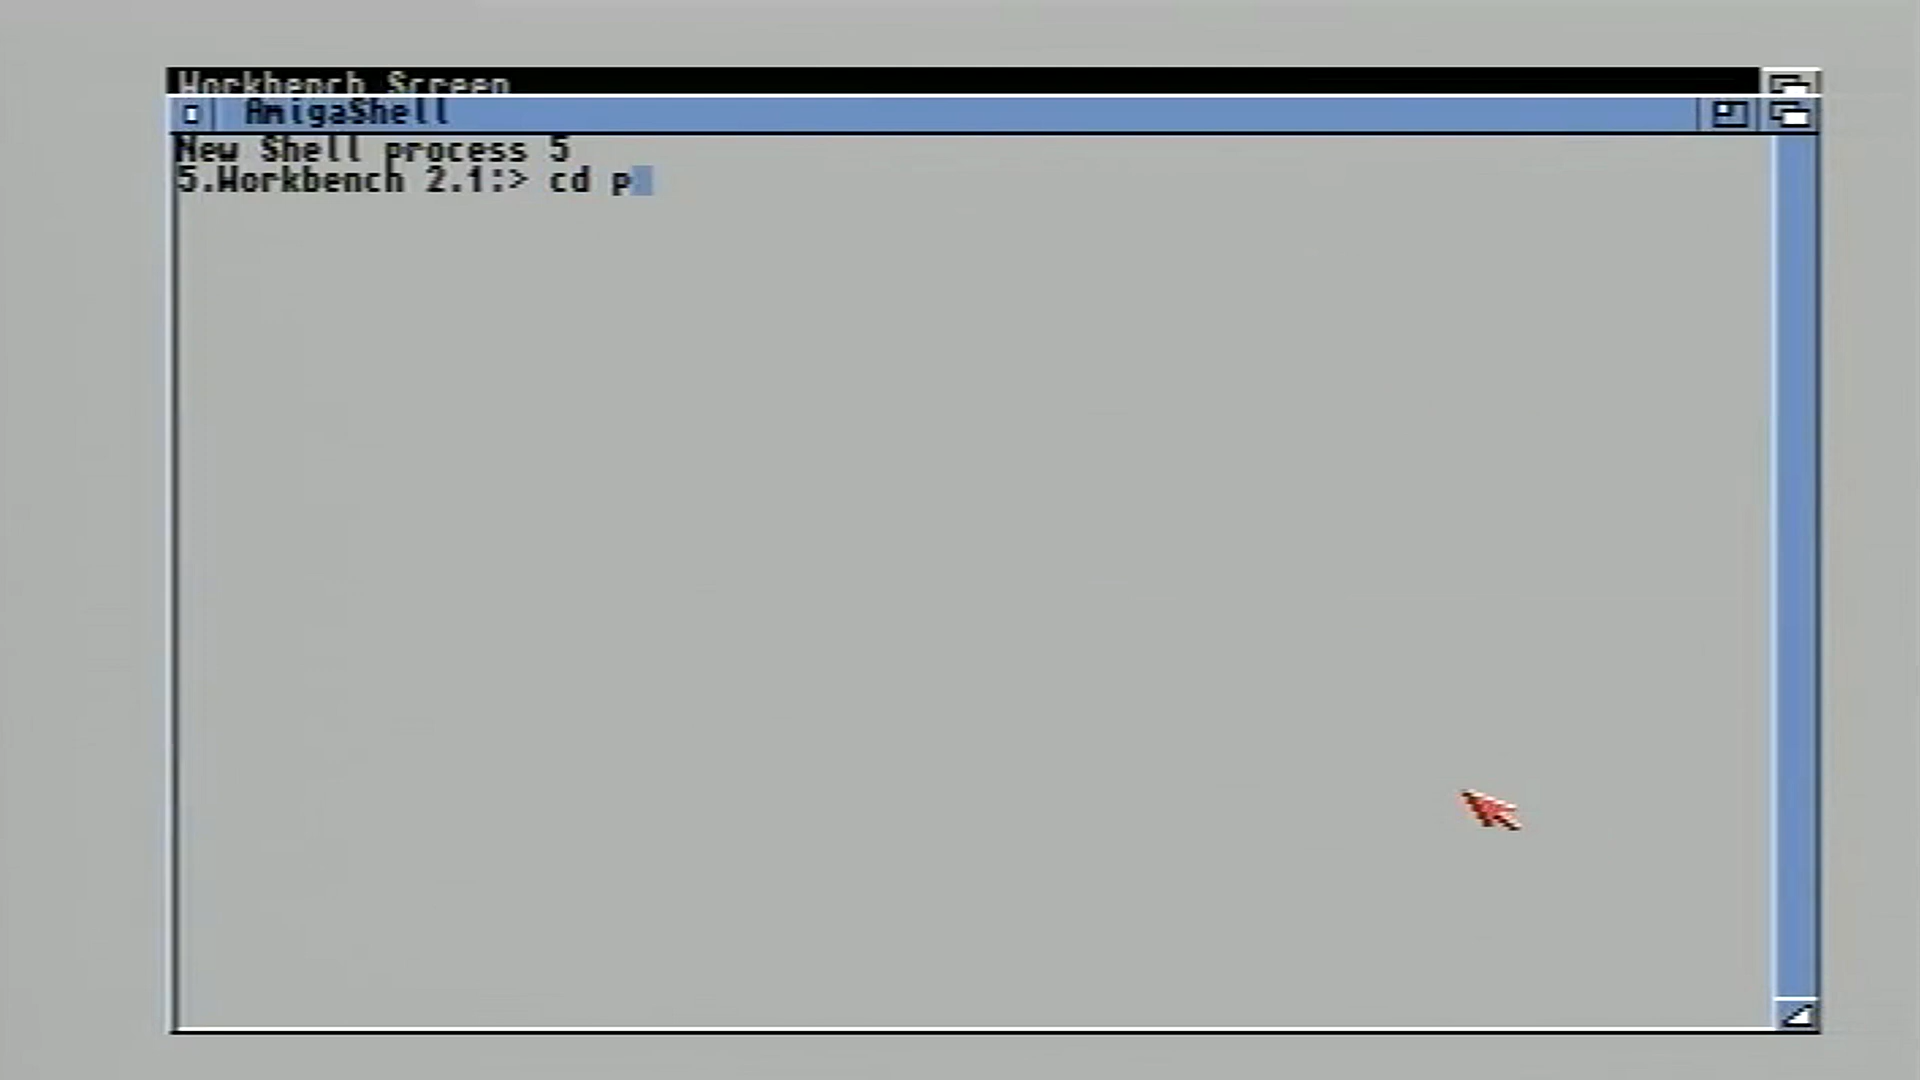 Workbench Screen
AmigaShell
New Shell process 5
5.Workbench 2.1:> cd p